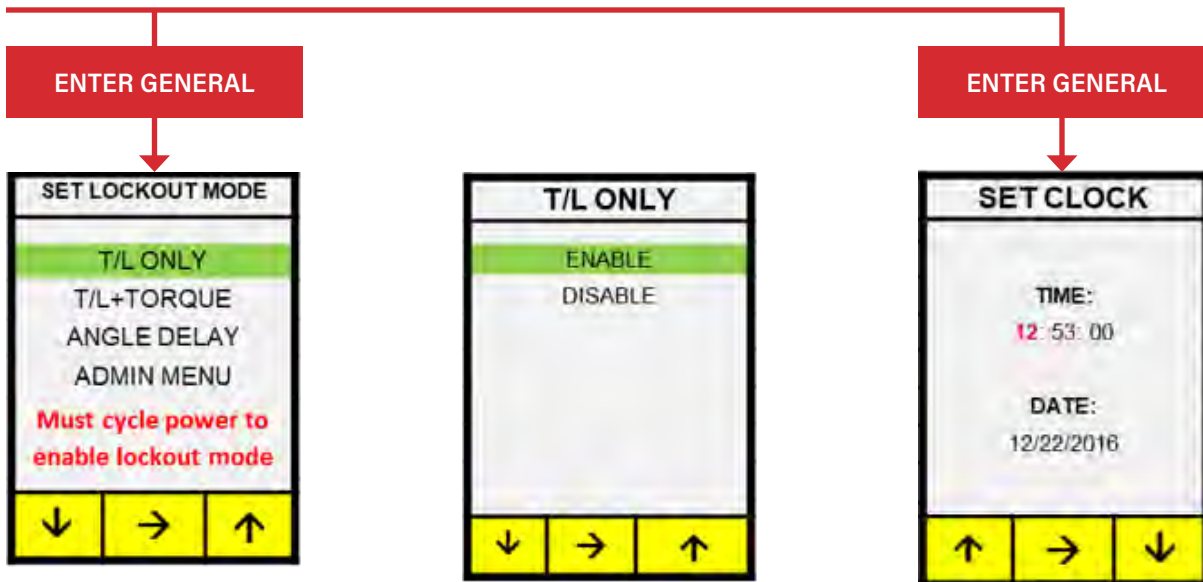 ENTER GENERAL
ENTER GENERAL
SET LOCKOUT MODE
T/L ONLY
T/L+TORQUE
ANGLE DELAY
ADMIN MENU
Must cycle power to
enable lockout mode
↓ → ↑
T/L ONLY
ENABLE
DISABLE
↓ → ↑
SET CLOCK
TIME:
12: 53: 00
DATE:
12/22/2016
↑ → ↓